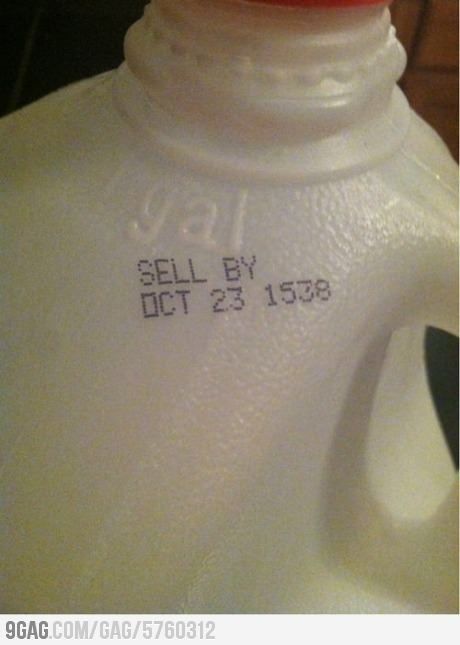 gal
SELL BY
OCT 23 1538
9GAG.COM/GAG/5760312